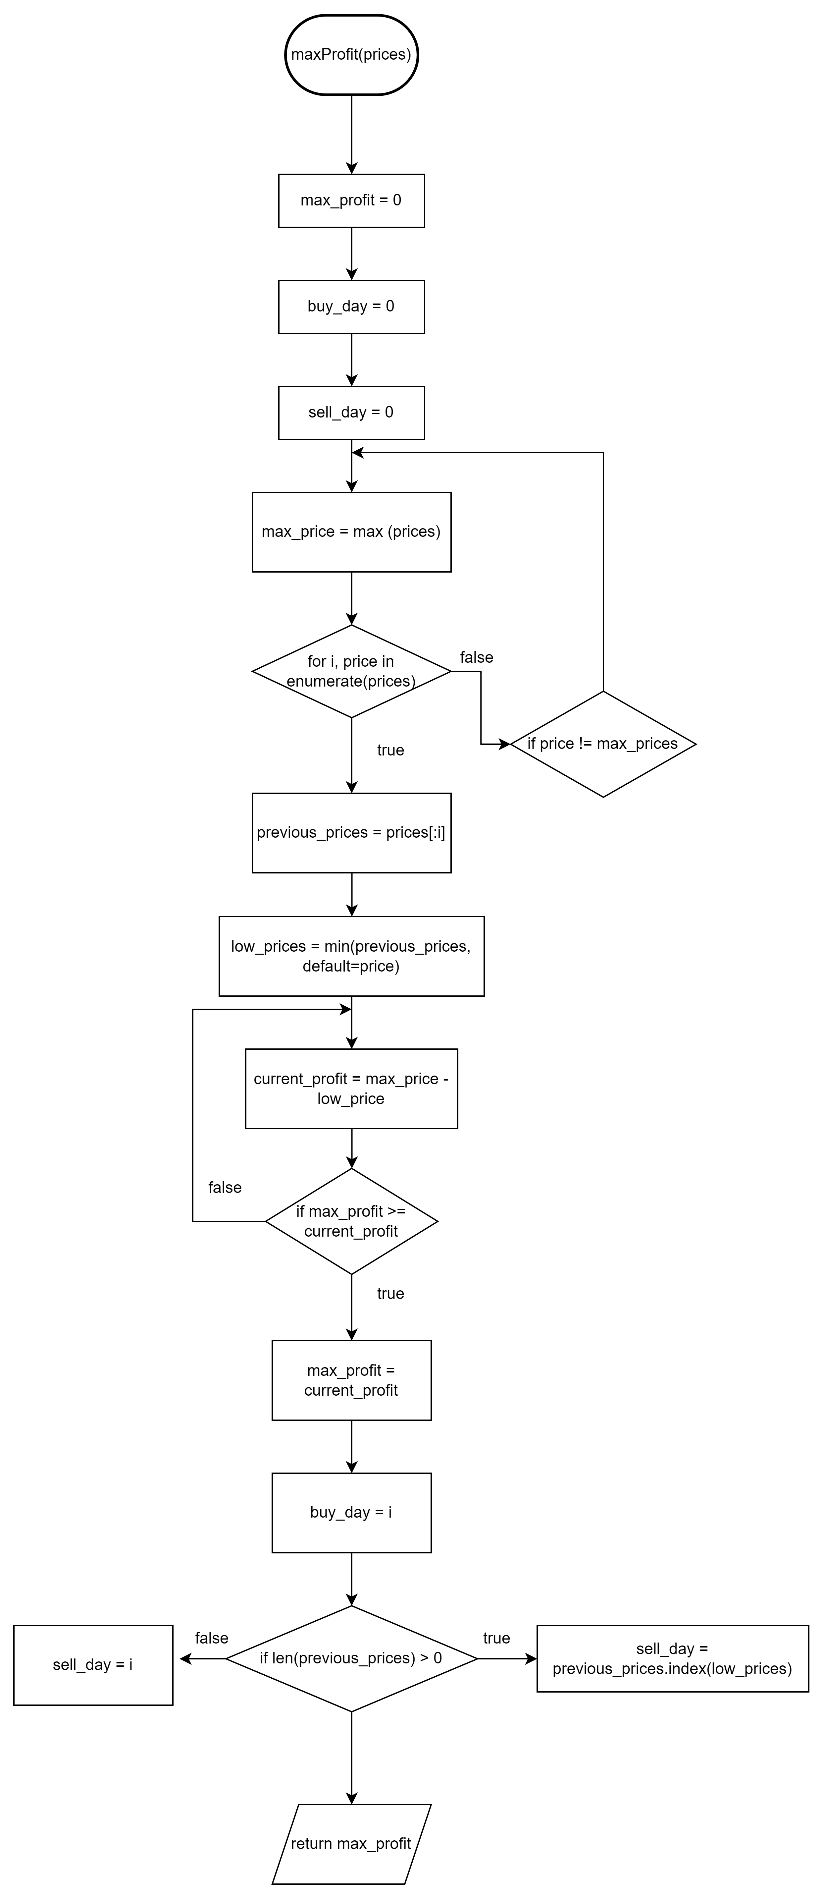 maxProfit(prices)
max_profit = 0
buy_day = 0
sell_day = 0
max_price = max (prices)
for i, price in
enumerate(prices)
false
if price != max_prices
true
previous_prices = prices[:i]
low_prices = min(previous_prices,
default=price)
current_profit = max_price -
low_price
false
if max_profit >=
current_profit
true
max_profit =
current_profit
buy_day = i
false
true
sell_day = i
if len(previous_prices) > 0
sell_day =
previous_prices.index(low_prices)
return max_profit